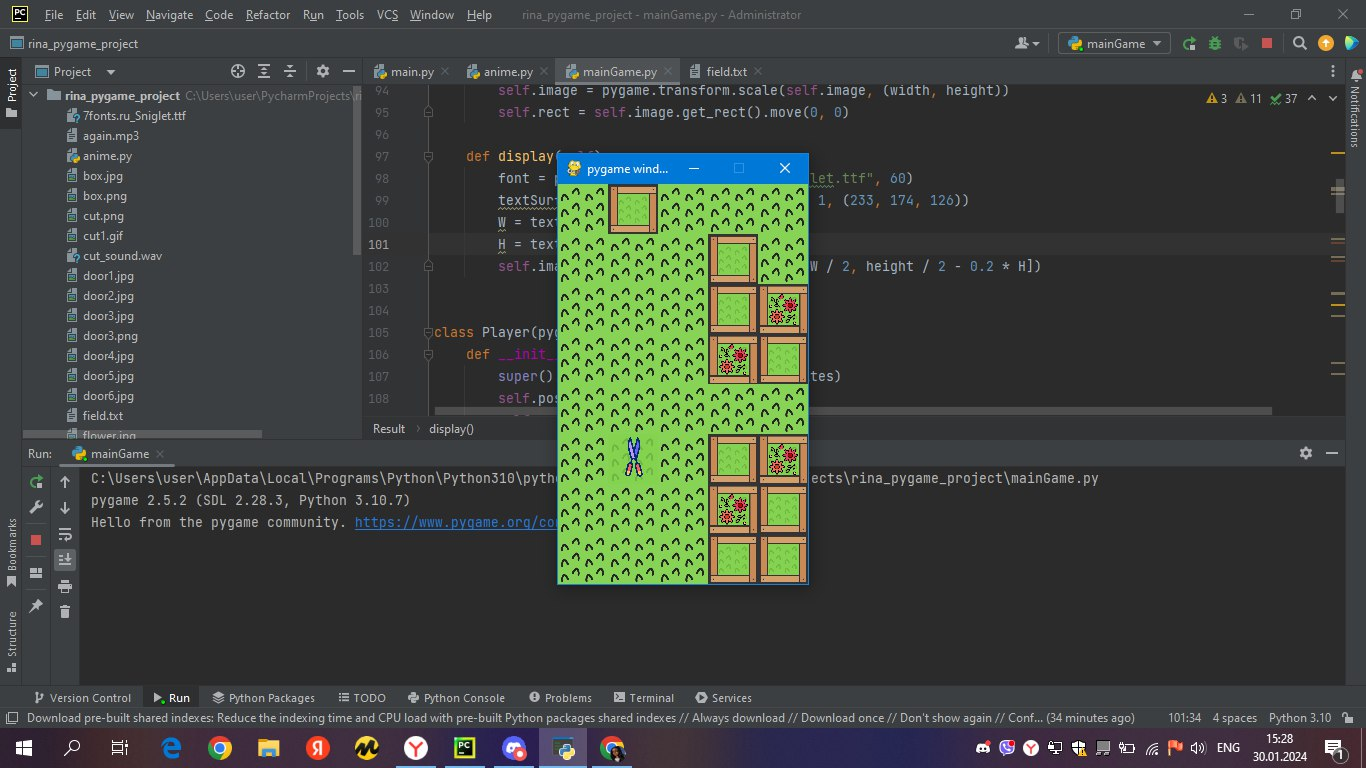 PC File Edit View Navigate Code Refactor Run Tools VCS Window Help rina_pygame_project - mainGame.py - Administrator
rina_pygame_project mainGame
Project main.py anime.py mainGame.py field.txt
Project
Notifications
Bookmarks
Structure
rina_pygame_project C:\Users\user\PycharmProjects\ri
7fonts.ru_Sniglet.ttf
again.mp3
anime.py
box.jpg
box.png
cut.png
cut1.gif
cut_sound.wav
door1.jpg
door2.jpg
door3.jpg
door3.png
door4.jpg
door5.jpg
door6.jpg
field.txt
flower.jpg
3 11 37
94 self.image = pygame.transform.scale(self.image, (width, height))
95 self.rect = self.image.get_rect().move(0, 0)
96
97 def display(
98 font = let.ttf", 60)
99 textSur 1, (233, 174, 126))
100 W = tex
101 H = text
102 self.ima W / 2, height / 2 - 0.2 * H])
103
104
105 class Player(pyg
106 def __init_
107 super() tes)
108 self.pos
pygame wind...
Result display()
Run: mainGame
C:\Users\user\AppData\Local\Programs\Python\Python310\pytho ects\rina_pygame_project\mainGame.py
pygame 2.5.2 (SDL 2.28.3, Python 3.10.7)
Hello from the pygame community. https://www.pygame.org/con
Version Control Run Python Packages TODO Python Console Problems Terminal Services
Download pre-built shared indexes: Reduce the indexing time and CPU load with pre-built Python packages shared indexes // Always download // Download once // Don't show again // Conf... (34 minutes ago) 101:34 4 spaces Python 3.10
ENG
15:28
30.01.2024
1